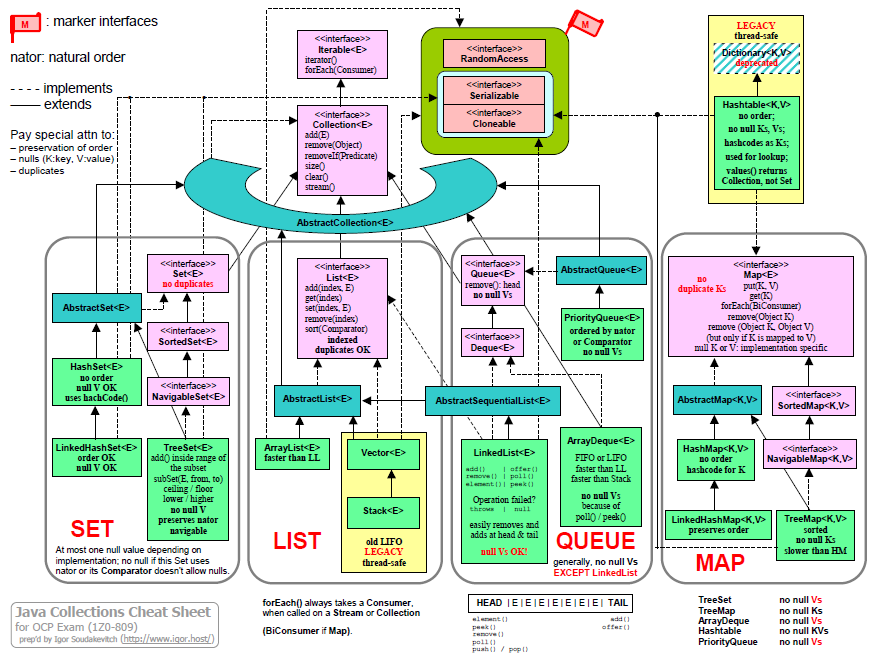 M : marker interfaces
nator: natural order
- - - - implements
—— extends
Pay special attn to:
– preservation of order
– nulls (K:key, V:value)
– duplicates
<<interface>>
Iterable<E>
iterator()
forEach(Consumer)
<<interface>>
Collection<E>
add(E)
remove(Object)
removeIf(Predicate)
size()
clear()
stream()
AbstractCollection<E>
M
<<interface>>
RandomAccess
<<interface>>
Serializable
<<interface>>
Cloneable
LEGACY
thread-safe
Dictionary<K,V>
deprecated
Hashtable<K,V>
no order;
no null Ks, Vs;
hashcodes as Ks;
used for lookup;
values() returns
Collection, not Set
<<interface>>
Set<E>
no duplicates
AbstractSet<E>
<<interface>>
SortedSet<E>
HashSet<E>
no order
null V OK
uses hachCode()
<<interface>>
NavigableSet<E>
LinkedHashSet<E>
order OK
null V OK
TreeSet<E>
add() inside range of
the subset
subSet(E, from, to)
ceiling / floor
lower / higher
no null V
preserves nator
navigable
SET
At most one null value depending on
implementation; no null if this Set uses
nator or its Comparator doesn't allow nulls.
<<interface>>
List<E>
add(index, E)
get(index)
set(index, E)
remove(index)
sort(Comparator)
indexed
duplicates OK
AbstractList<E>
ArrayList<E>
faster than LL
Vector<E>
Stack<E>
old LIFO
LEGACY
thread-safe
LIST
<<interface>>
Queue<E>
remove(): head
no null Vs
AbstractQueue<E>
<<interface>>
Deque<E>
PriorityQueue<E>
ordered by nator
or Comparator
no null Vs
AbstractSequentialList<E>
LinkedList<E>
add() | offer()
remove() | poll()
element() | peek()
Operation failed?
throws | null
easily removes and
adds at head & tail
null Vs OK!
ArrayDeque<E>
FIFO or LIFO
faster than LL
faster than Stack
no null Vs
because of
poll() / peek()
QUEUE
generally, no null Vs
EXCEPT LinkedList
no
duplicate Ks
<<interface>>
Map<E>
put(K, V)
get(K)
forEach(BiConsumer)
remove(Object K)
remove (Object K, Object V)
(but only if K is mapped to V)
null K or V: implementation specific
AbstractMap<K,V>
<<interface>>
SortedMap<K,V>
HashMap<K,V>
no order
hashcode for K
<<interface>>
NavigableMap<K,V>
LinkedHashMap<K,V>
preserves order
TreeMap<K,V>
sorted
no null Ks
slower than HM
MAP
Java Collections Cheat Sheet
for OCP Exam (1Z0-809)
prep'd by Igor Soudakevitch (http://www.igor.host/)
forEach() always takes a Consumer,
when called on a Stream or Collection
(BiConsumer if Map).
HEAD | E | E | E | E | E | E | E | TAIL
element() add()
peek() offer()
remove()
poll()
push() / pop()
TreeSet no null Vs
TreeMap no null Ks
ArrayDeque no null Vs
Hashtable no null KVs
PriorityQueue no null Vs